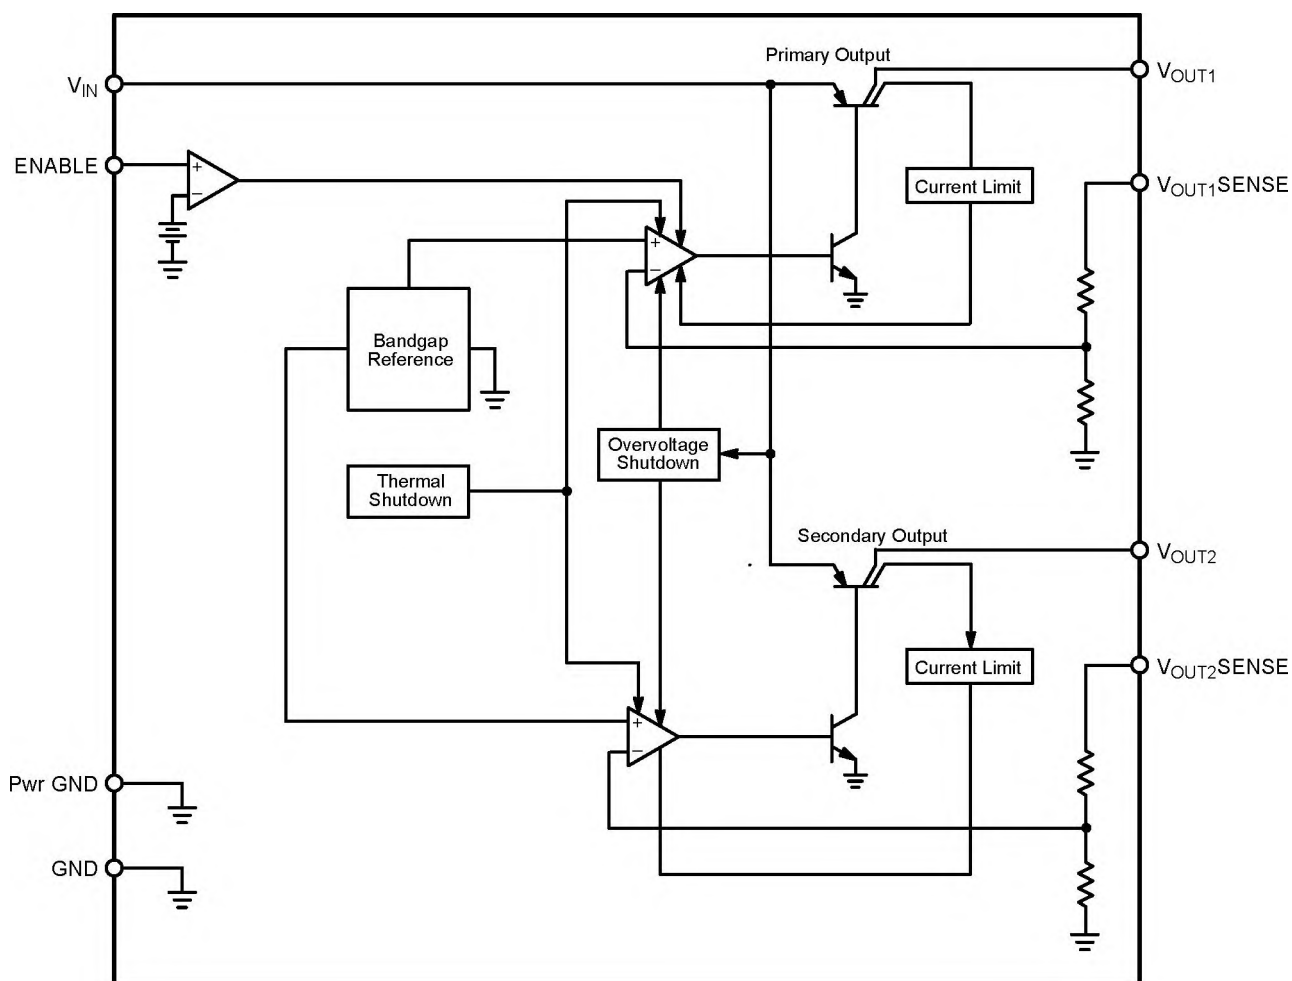 Primary Output
VIN
VOUT1
ENABLE
+
−
Current Limit
VOUT1SENSE
+
−
Bandgap
Reference
Overvoltage
Shutdown
Thermal
Shutdown
Secondary Output
VOUT2
Current Limit
VOUT2SENSE
+
−
Pwr GND
GND